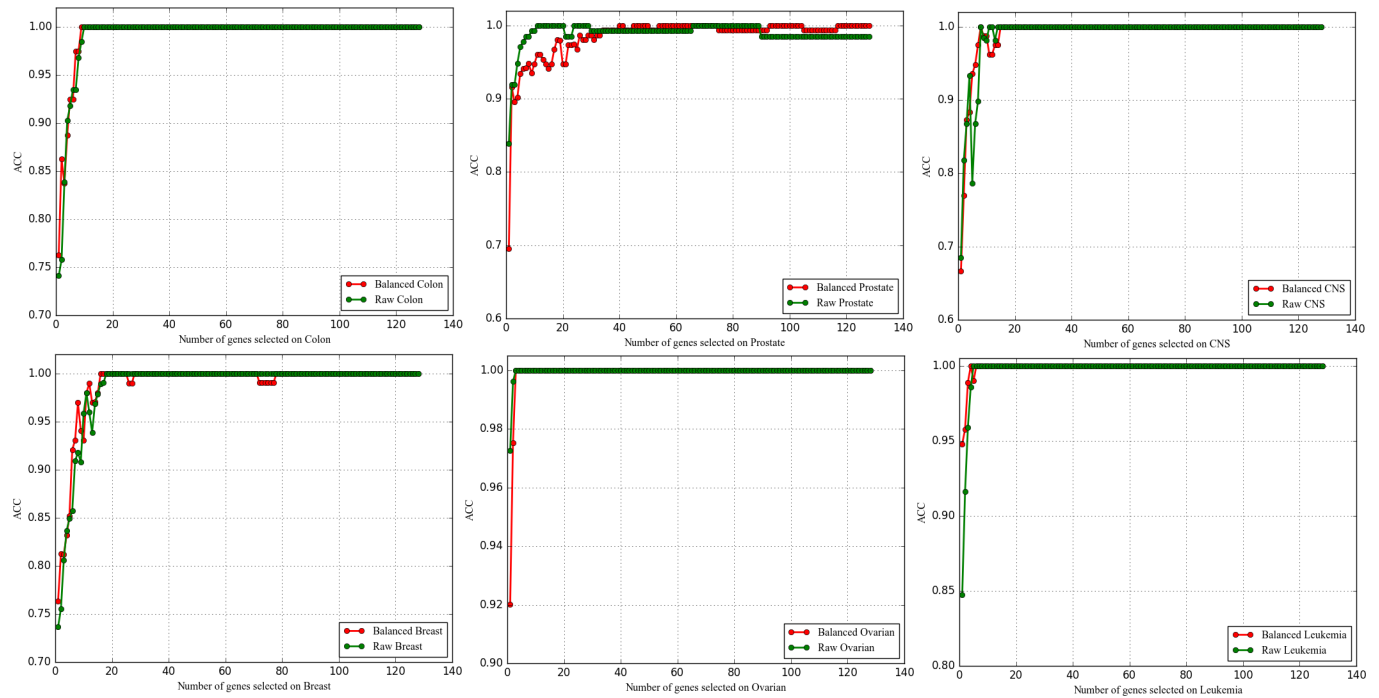 1.00
0.95
0.90
0.85
0.80
0.75
0.70
ACC
0 20 40 60 80 100 120 140
Number of genes selected on Colon
Balanced Colon
Raw Colon
1.0
0.9
0.8
0.7
0.6
ACC
0 20 40 60 80 100 120 140
Number of genes selected on Prostate
Balanced Prostate
Raw Prostate
1.0
0.9
0.8
0.7
0.6
ACC
0 20 40 60 80 100 120 140
Number of genes selected on CNS
Balanced CNS
Raw CNS
1.00
0.95
0.90
0.85
0.80
0.75
0.70
ACC
0 20 40 60 80 100 120 140
Number of genes selected on Breast
Balanced Breast
Raw Breast
1.00
0.98
0.96
0.94
0.92
0.90
ACC
0 20 40 60 80 100 120 140
Number of genes selected on Ovarian
Balanced Ovarian
Raw Ovarian
1.00
0.95
0.90
0.85
0.80
ACC
0 20 40 60 80 100 120 140
Number of genes selected on Leukemia
Balanced Leukemia
Raw Leukemia